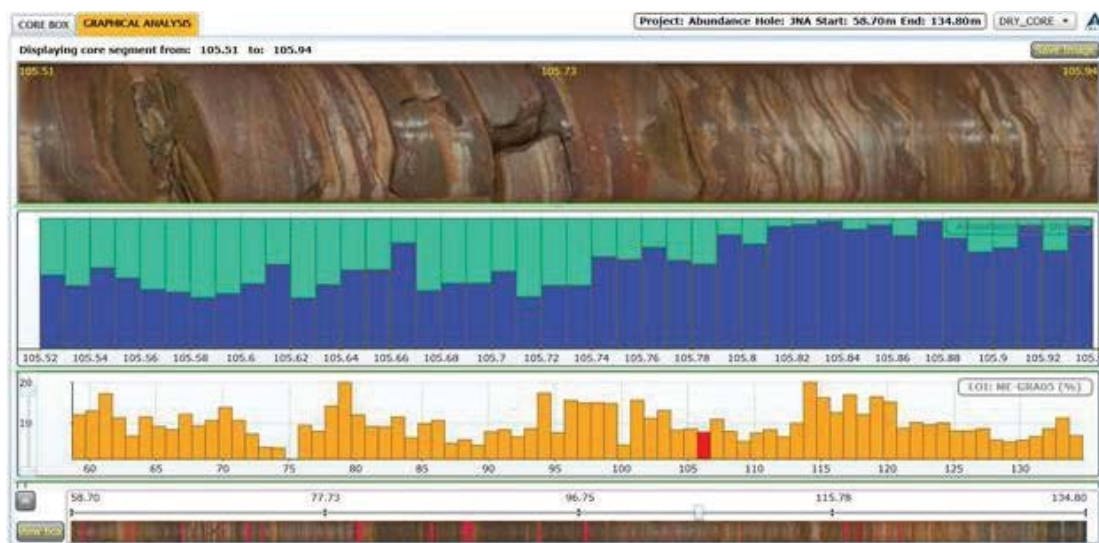 CORE BOX GRAPHICAL ANALYSIS Project: Abundance Hole: JNA Start: 58.70m End: 134.80m DRY_CORE
Displaying core segment from: 105.51 to: 105.94 Save Image
105.51 105.73 105.94
105.52 105.54 105.56 105.58 105.6 105.62 105.64 105.66 105.68 105.7 105.72 105.74 105.76 105.78 105.8 105.82 105.84 105.86 105.88 105.9 105.92
20
LOI: ME-GRA05 (%)
10
60 65 70 75 80 85 90 95 100 105 110 115 120 125 130
58.70 77.73 96.75 115.78 134.80
View Box